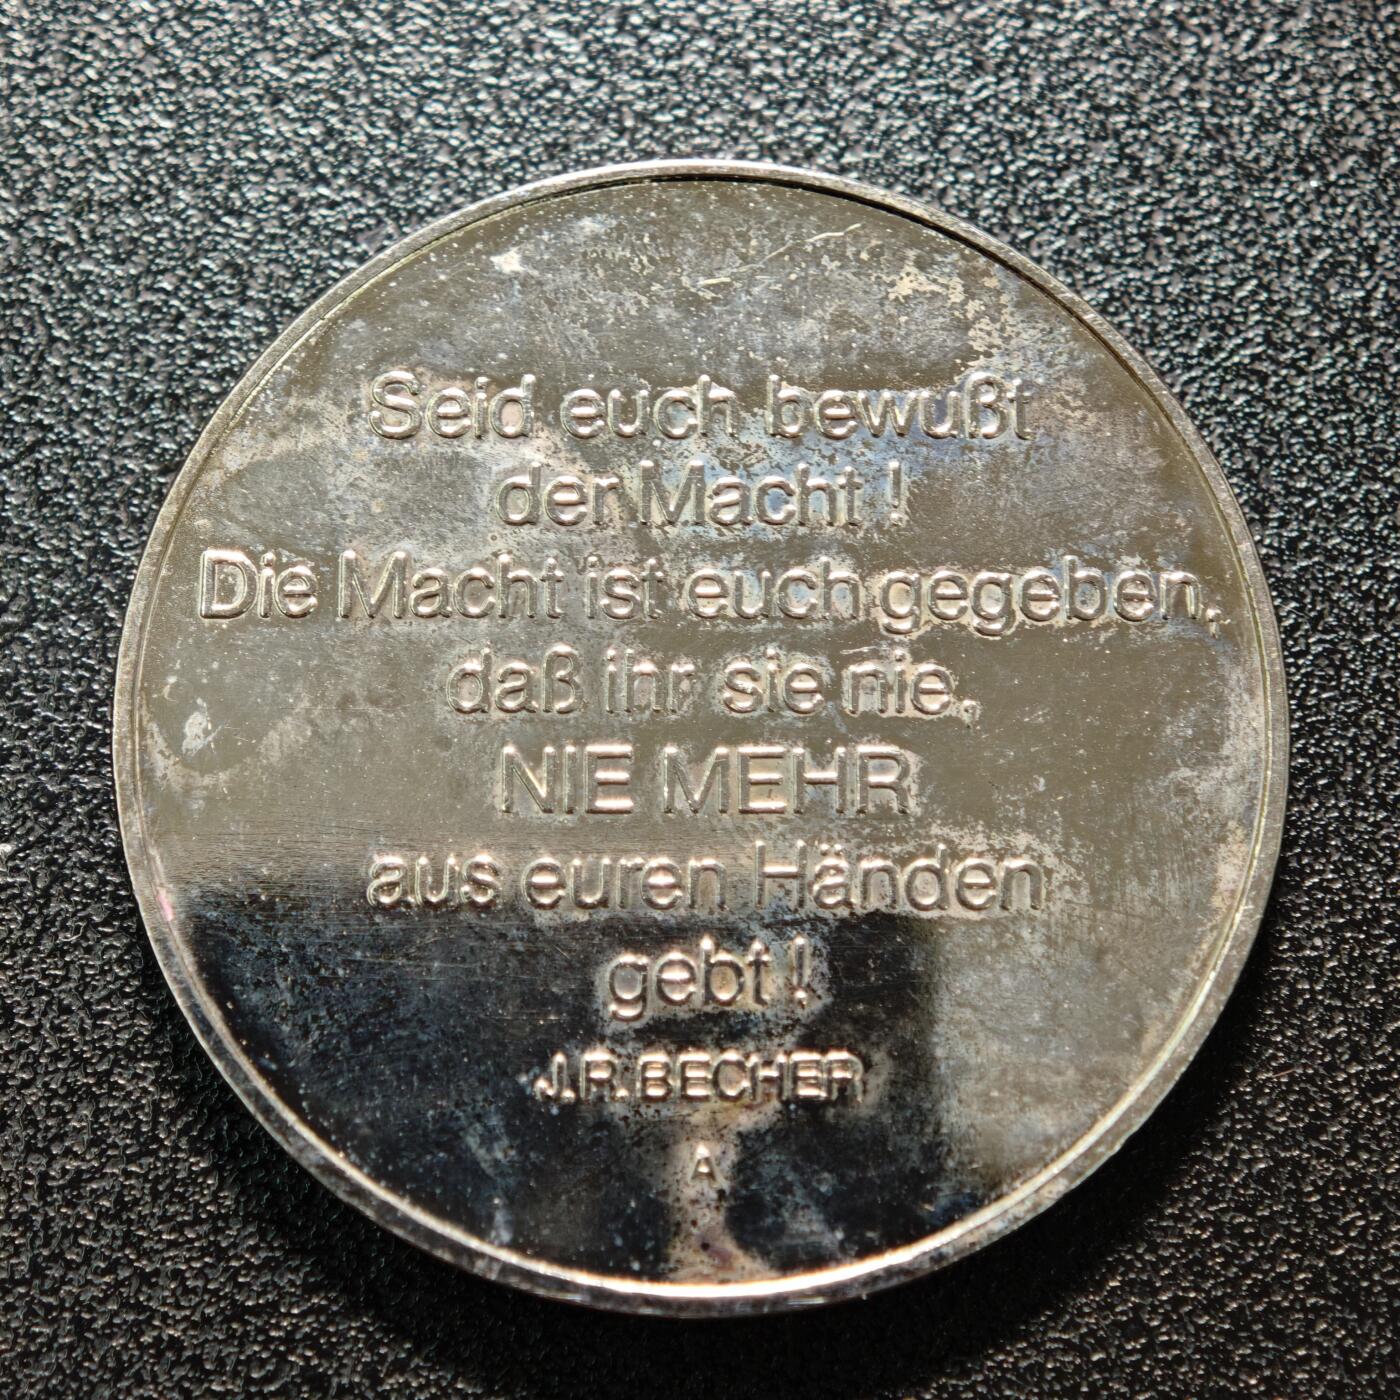 Seid euch bewußt
der Macht !
Die Macht ist euch gegeben,
daß ihr sie nie,
NIE MEHR
aus euren Händen
gebt !
J.R.BECHER
A